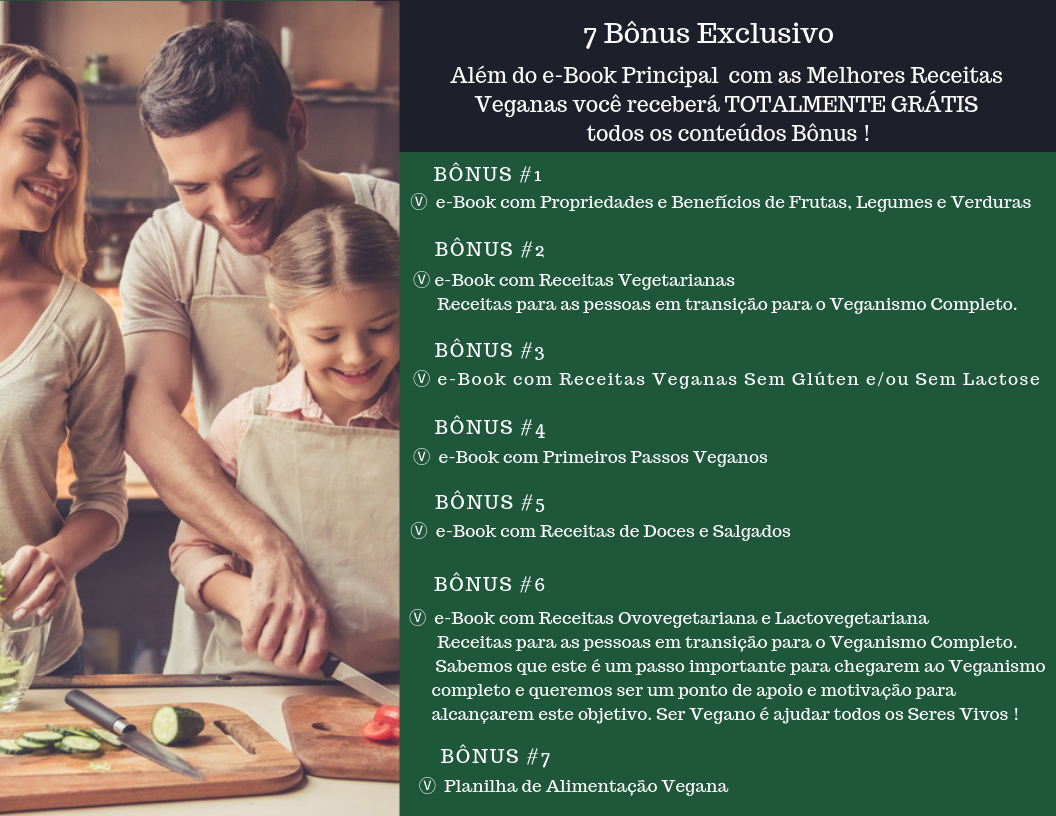 7 Bônus Exclusivo
Além do e-Book Principal com as Melhores Receitas
Veganas você receberá TOTALMENTE GRÁTIS
todos os conteúdos Bônus !
BÔNUS #1
Ⓥ e-Book com Propriedades e Benefícios de Frutas, Legumes e Verduras
BÔNUS #2
Ⓥ e-Book com Receitas Vegetarianas
Receitas para as pessoas em transição para o Veganismo Completo.
BÔNUS #3
Ⓥ e-Book com Receitas Veganas Sem Glúten e/ou Sem Lactose
BÔNUS #4
Ⓥ e-Book com Primeiros Passos Veganos
BÔNUS #5
Ⓥ e-Book com Receitas de Doces e Salgados
BÔNUS #6
Ⓥ e-Book com Receitas Ovovegetariana e Lactovegetariana
Receitas para as pessoas em transição para o Veganismo Completo.
Sabemos que este é um passo importante para chegarem ao Veganismo
completo e queremos ser um ponto de apoio e motivação para
alcançarem este objetivo. Ser Vegano é ajudar todos os Seres Vivos !
BÔNUS #7
Ⓥ Planilha de Alimentação Vegana